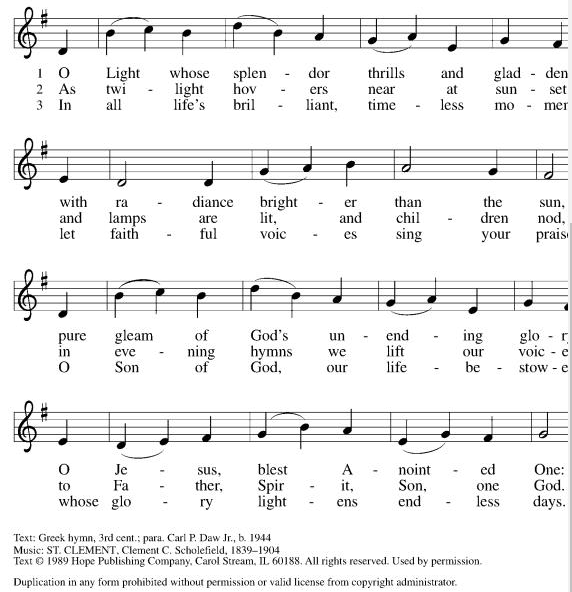 1 O Light whose splen - dor thrills and glad - den
2 As twi - light hov - ers near at sun - set
3 In all life's bril - liant, time - less mo - men
with ra - diance bright - er than the sun,
and lamps are lit, and chil - dren nod,
let faith - ful voic - es sing your praise
pure gleam of God's un - end - ing glo - r
in eve - ning hymns we lift our voic - e
O Son of God, our life - be - stow - e
O Je - sus, blest A - noint - ed One:
to Fa - ther, Spir - it, Son, one God.
whose glo - ry light - ens end - less days.
Text: Greek hymn, 3rd cent.; para. Carl P. Daw Jr., b. 1944
Music: ST. CLEMENT, Clement C. Scholefield, 1839–1904
Text © 1989 Hope Publishing Company, Carol Stream, IL 60188. All rights reserved. Used by permission.
Duplication in any form prohibited without permission or valid license from copyright administrator.